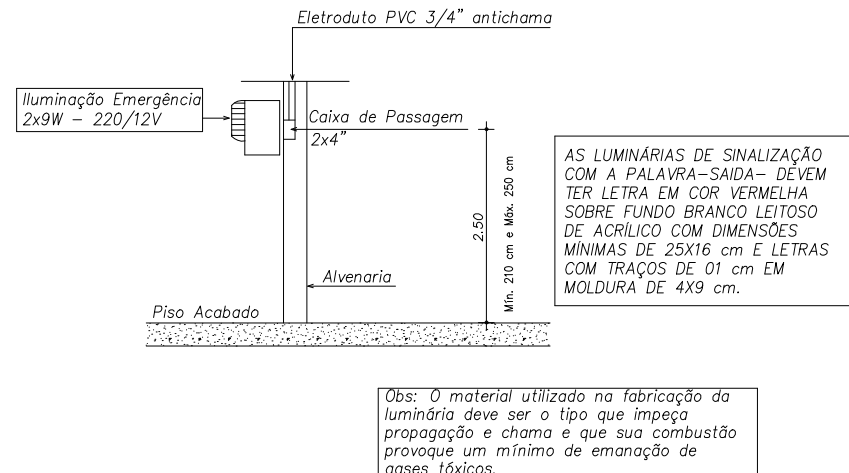 Eletroduto PVC 3/4" antichama
Iluminação Emergência
2x9W - 220/12V
Caixa de Passagem
2x4"
2.50
Mín. 210 cm e Máx. 250 cm
Alvenaria
Piso Acabado
AS LUMINÁRIAS DE SINALIZAÇÃO
COM A PALAVRA-SAIDA- DEVEM
TER LETRA EM COR VERMELHA
SOBRE FUNDO BRANCO LEITOSO
DE ACRÍLICO COM DIMENSÕES
MÍNIMAS DE 25X16 cm E LETRAS
COM TRAÇOS DE 01 cm EM
MOLDURA DE 4X9 cm.
Obs: O material utilizado na fabricação da
luminária deve ser o tipo que impeça
propagação e chama e que sua combustão
provoque um mínimo de emanação de
gases tóxicos.